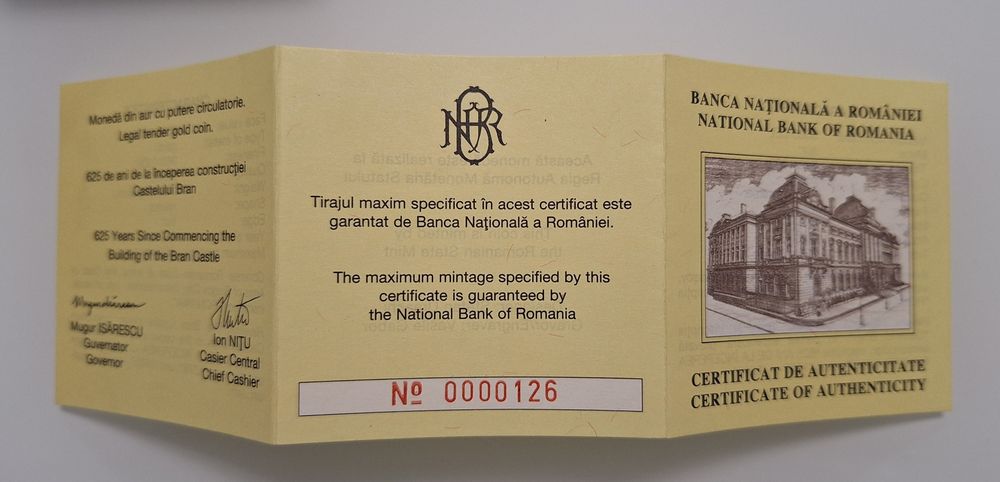 Monedă din aur cu putere circulatorie.
Legal tender gold coin.
625 de ani de la începerea construcției
Castelului Bran
625 Years Since Commencing the
Building of the Bran Castle
Mugur ISĂRESCU
Guvernator
Governor
Ion NIȚU
Casier Central
Chief Cashier
BNR
Tirajul maxim specificat în acest certificat este
garantat de Banca Naţională a României.
The maximum mintage specified by this
certificate is guaranteed by
the National Bank of Romania
Nº 0000126
BANCA NAŢIONALĂ A ROMÂNIEI
NATIONAL BANK OF ROMANIA
CERTIFICAT DE AUTENTICITATE
CERTIFICATE OF AUTHENTICITY